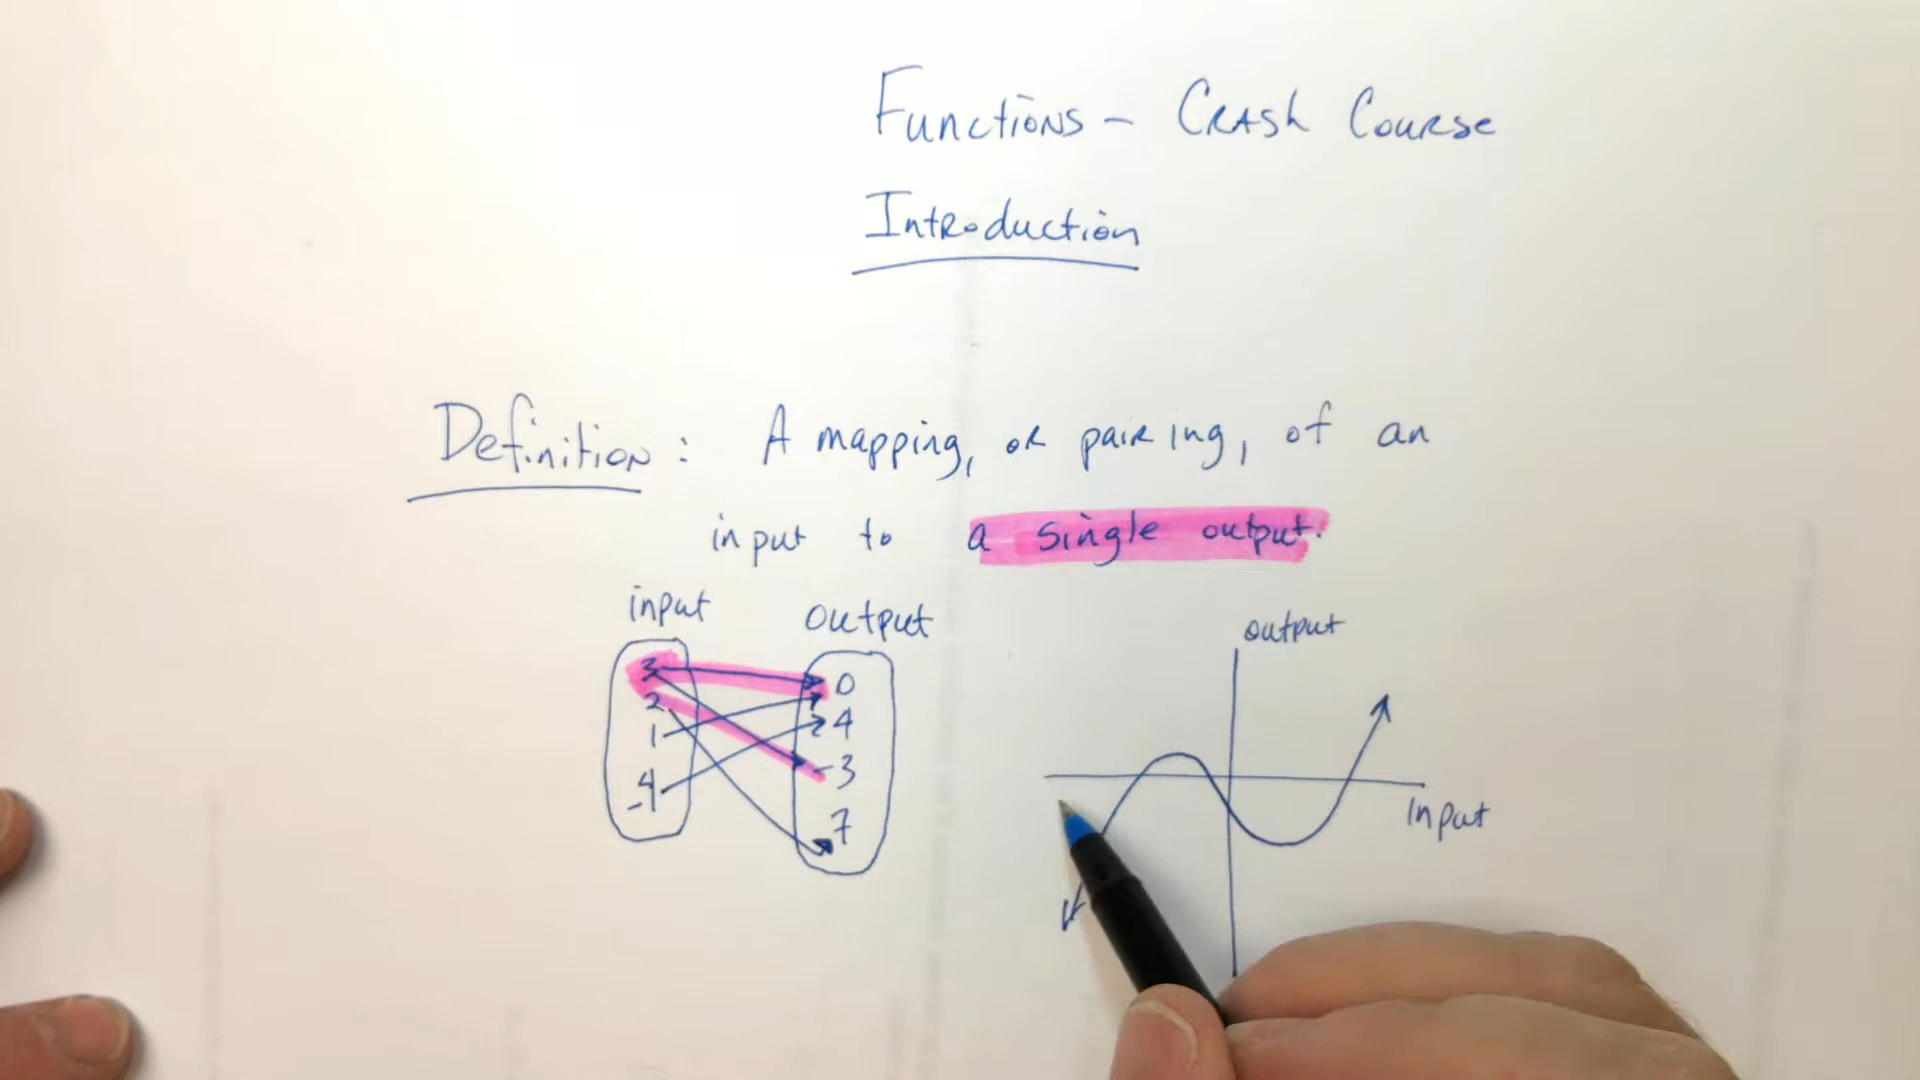 Functions - Crash Course
Introduction
Definition: A mapping, or pairing, of an
input to a single output.
input output
3 0
2 4
1 -3
-4 7
output
Input